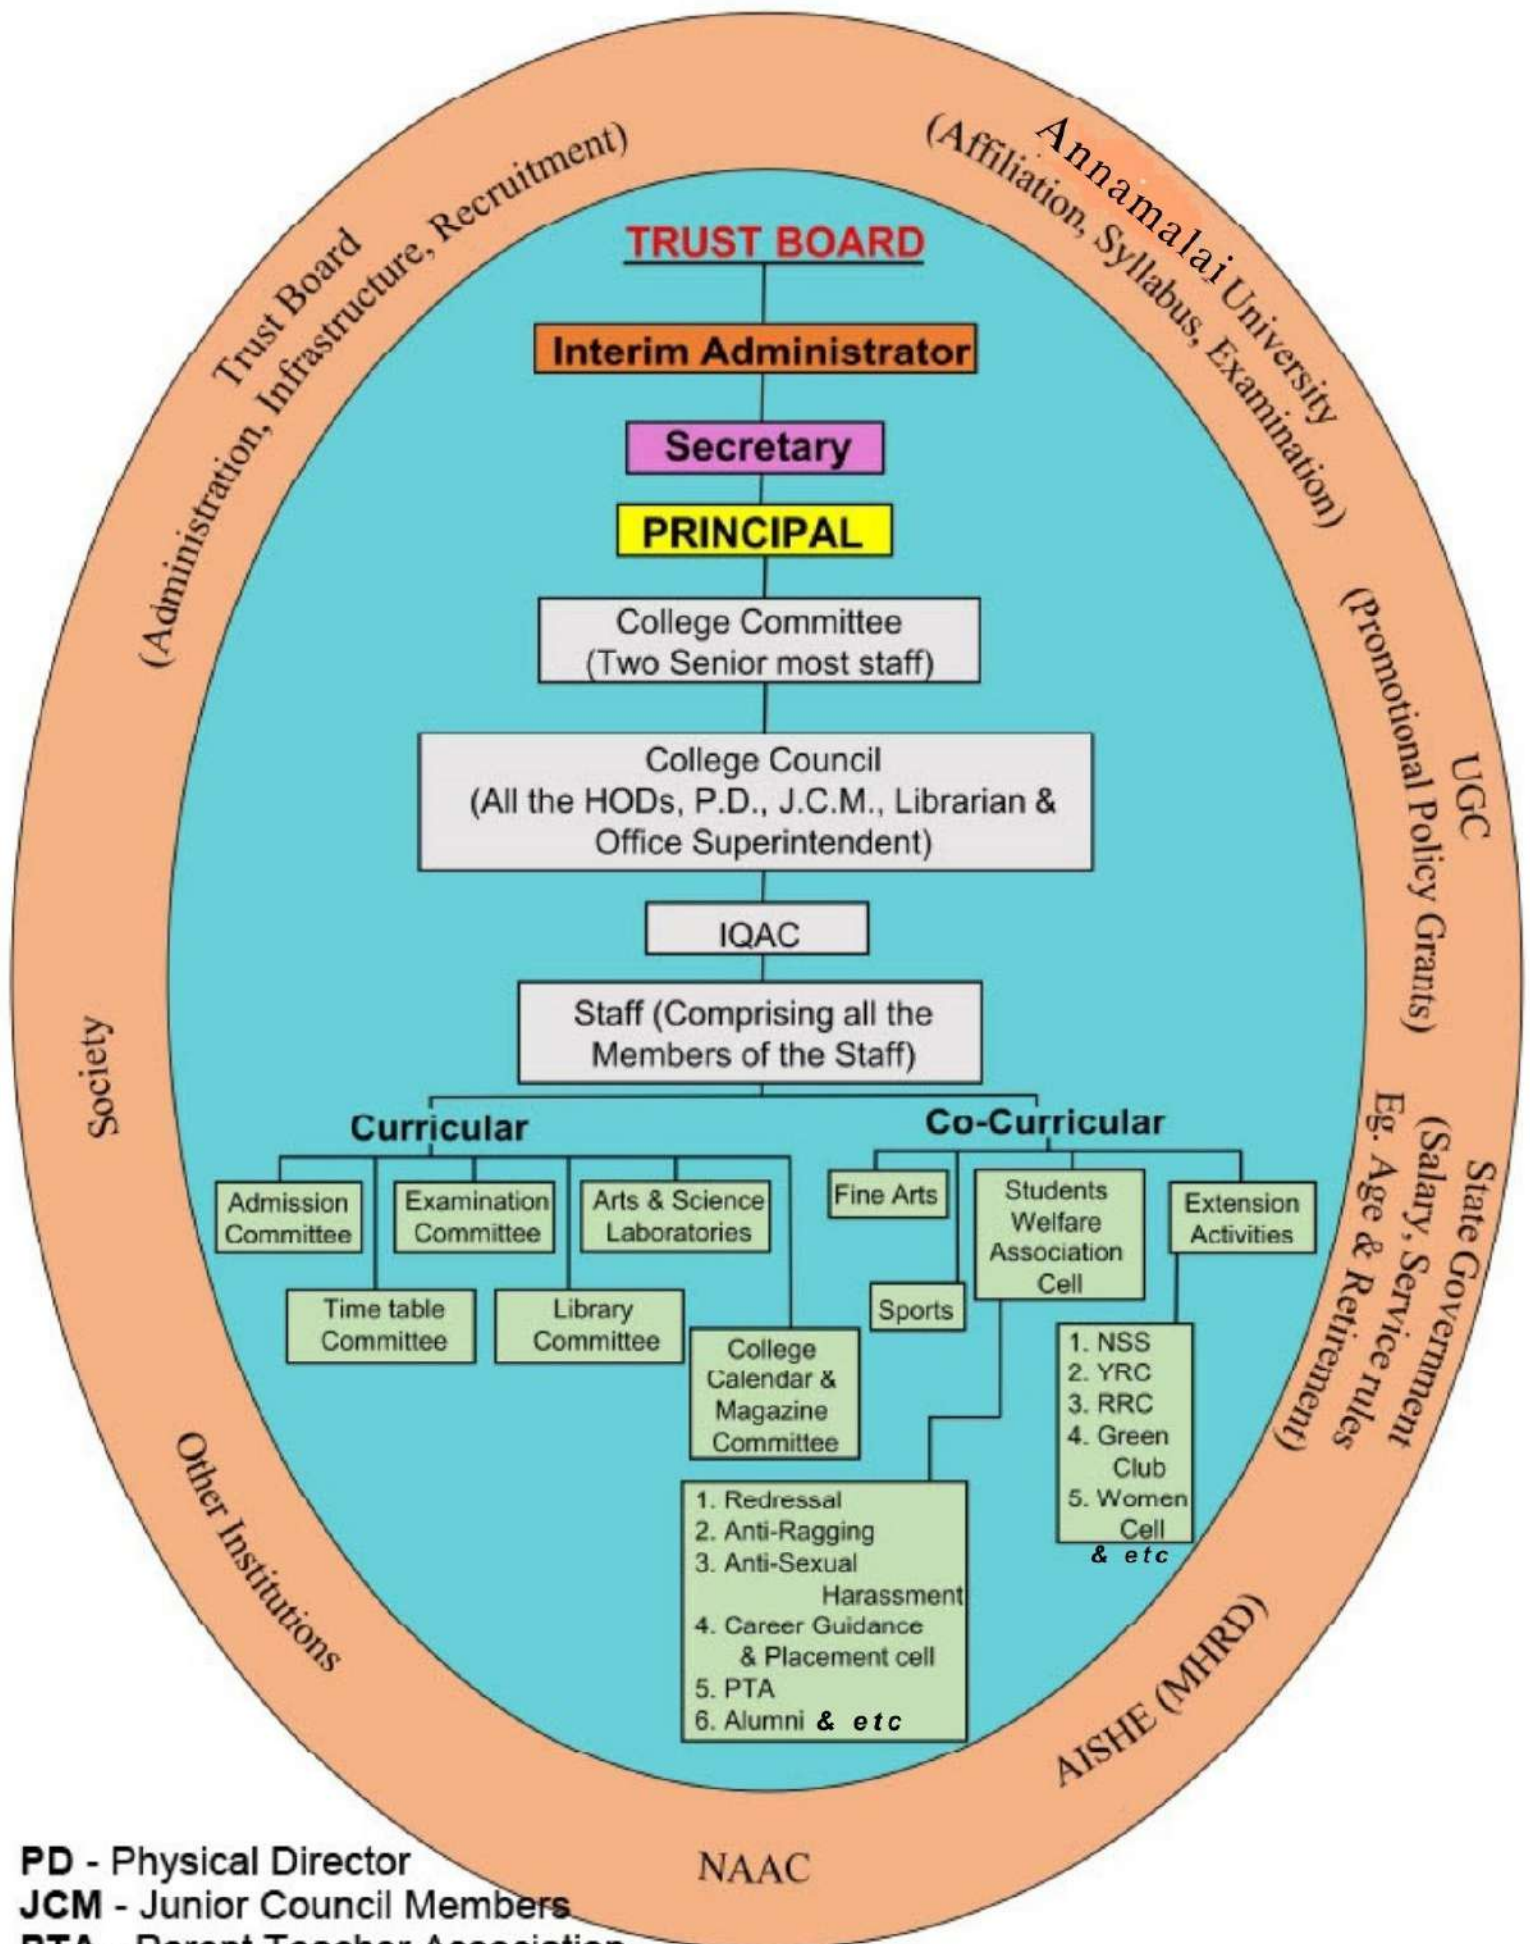 Trust Board
(Administration, Infrastructure, Recruitment)
Annamalai University
(Affiliation, Syllabus, Examination)
TRUST BOARD
Interim Administrator
Secretary
PRINCIPAL
College Committee
(Two Senior most staff)
College Council
(All the HODs, P.D., J.C.M., Librarian &
Office Superintendent)
IQAC
Staff (Comprising all the
Members of the Staff)
Curricular
Admission
Committee
Time table
Committee
Examination
Committee
Library
Committee
Arts & Science
Laboratories
College
Calendar &
Magazine
Committee
Co-Curricular
Fine Arts
Sports
Students
Welfare
Association
Cell
1. Redressal
2. Anti-Ragging
3. Anti-Sexual
Harassment
4. Career Guidance
& Placement cell
5. PTA
6. Alumni & etc
Extension
Activities
1. NSS
2. YRC
3. RRC
4. Green
Club
5. Women
Cell
& etc
UGC
(Promotional Policy Grants)
State Government
(Salary, Service rules
Eg. Age & Retirement)
AISHE (MHRD)
NAAC
Other Institutions
Society
PD - Physical Director
JCM - Junior Council Members
PTA - Parent Teacher Association